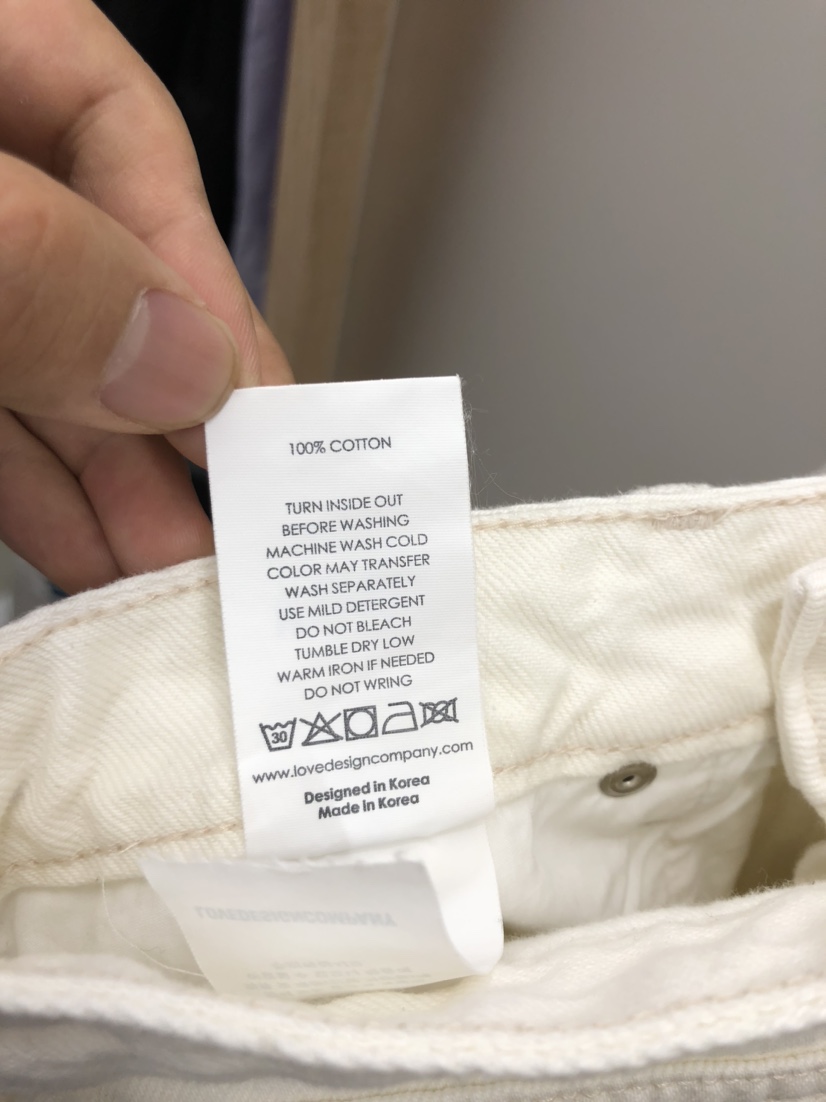 100% COTTON
TURN INSIDE OUT
BEFORE WASHING
MACHINE WASH COLD
COLOR MAY TRANSFER
WASH SEPARATELY
USE MILD DETERGENT
DO NOT BLEACH
TUMBLE DRY LOW
WARM IRON IF NEEDED
DO NOT WRING
30
www.lovedesigncompany.com
Designed in Korea
Made in Korea
LOVEDESIGNCOMPANY